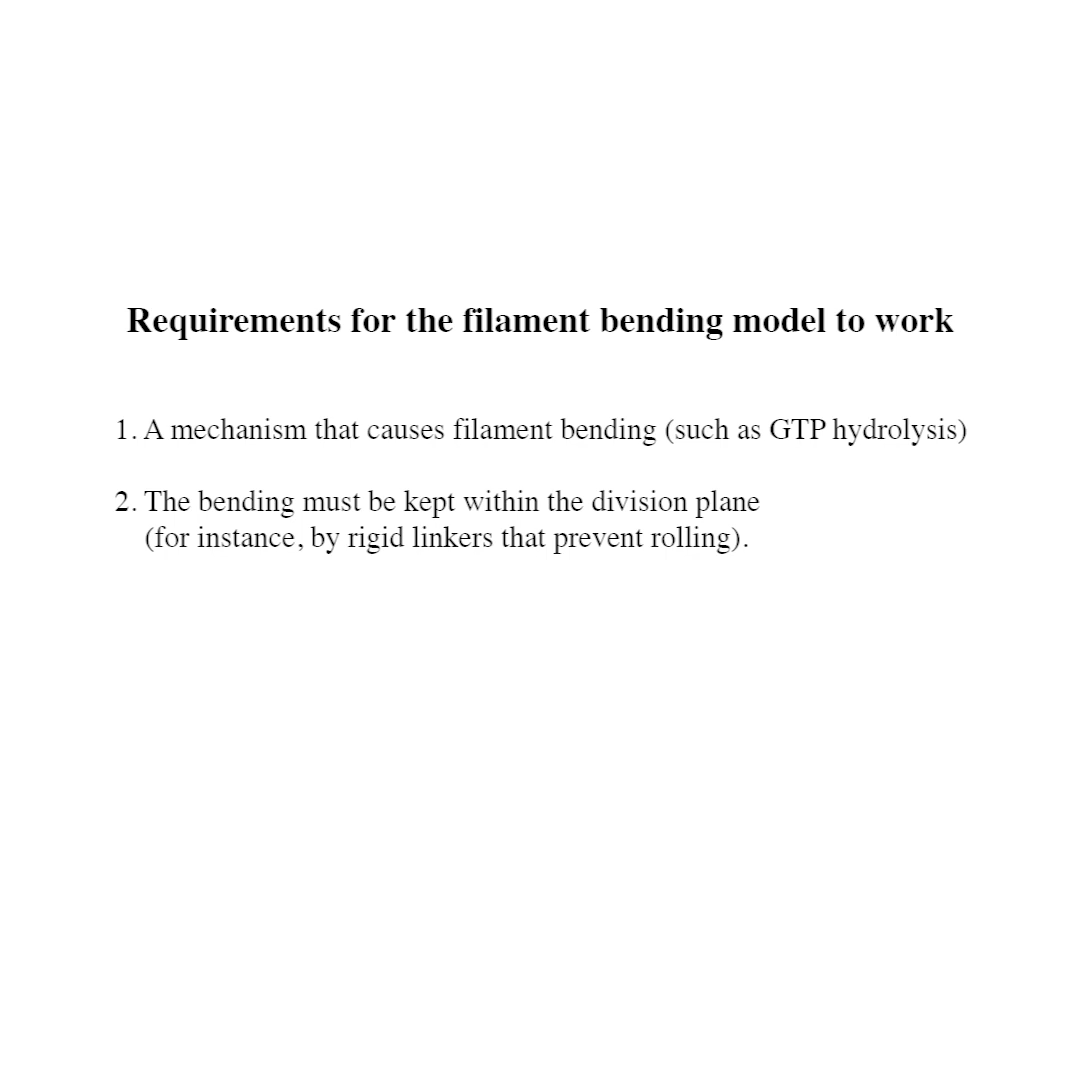 Requirements for the filament bending model to work
1. A mechanism that causes filament bending (such as GTP hydrolysis)
2. The bending must be kept within the division plane
(for instance, by rigid linkers that prevent rolling).